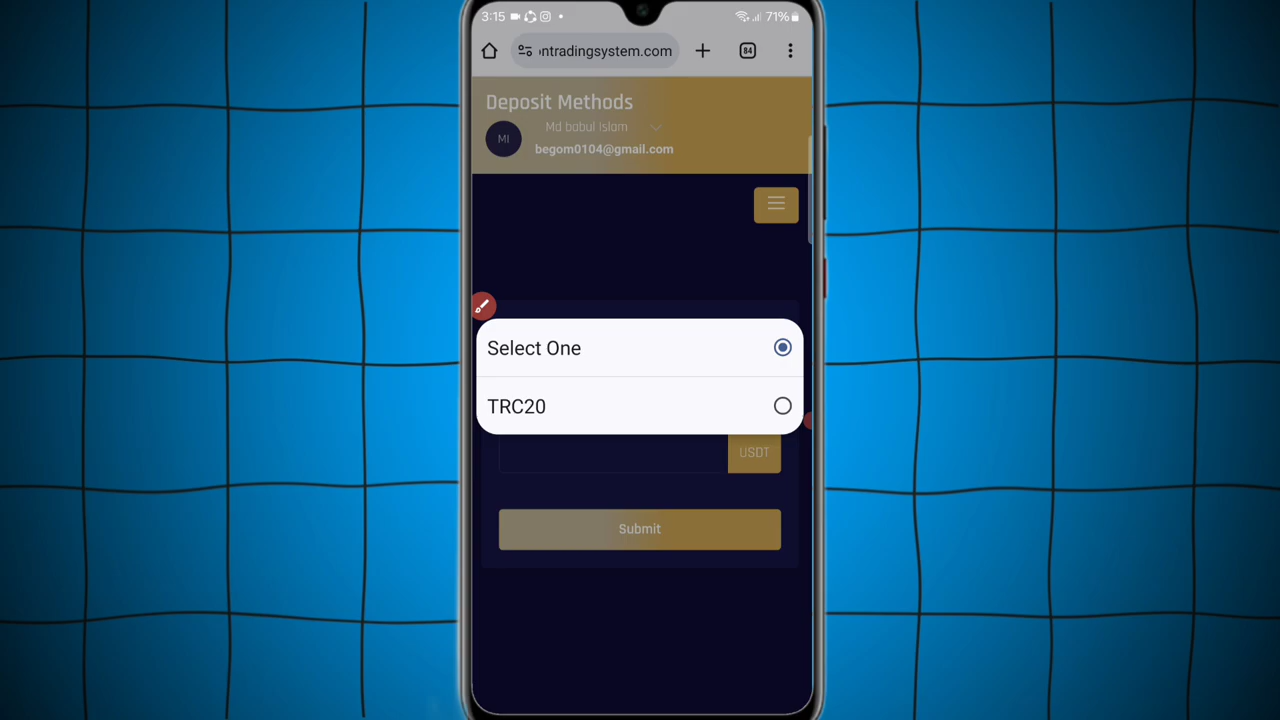 3:15
71%
ntradingsystem.com
84
Deposit Methods
MI
Md babul Islam
begom0104@gmail.com
Select One
TRC20
USDT
Submit